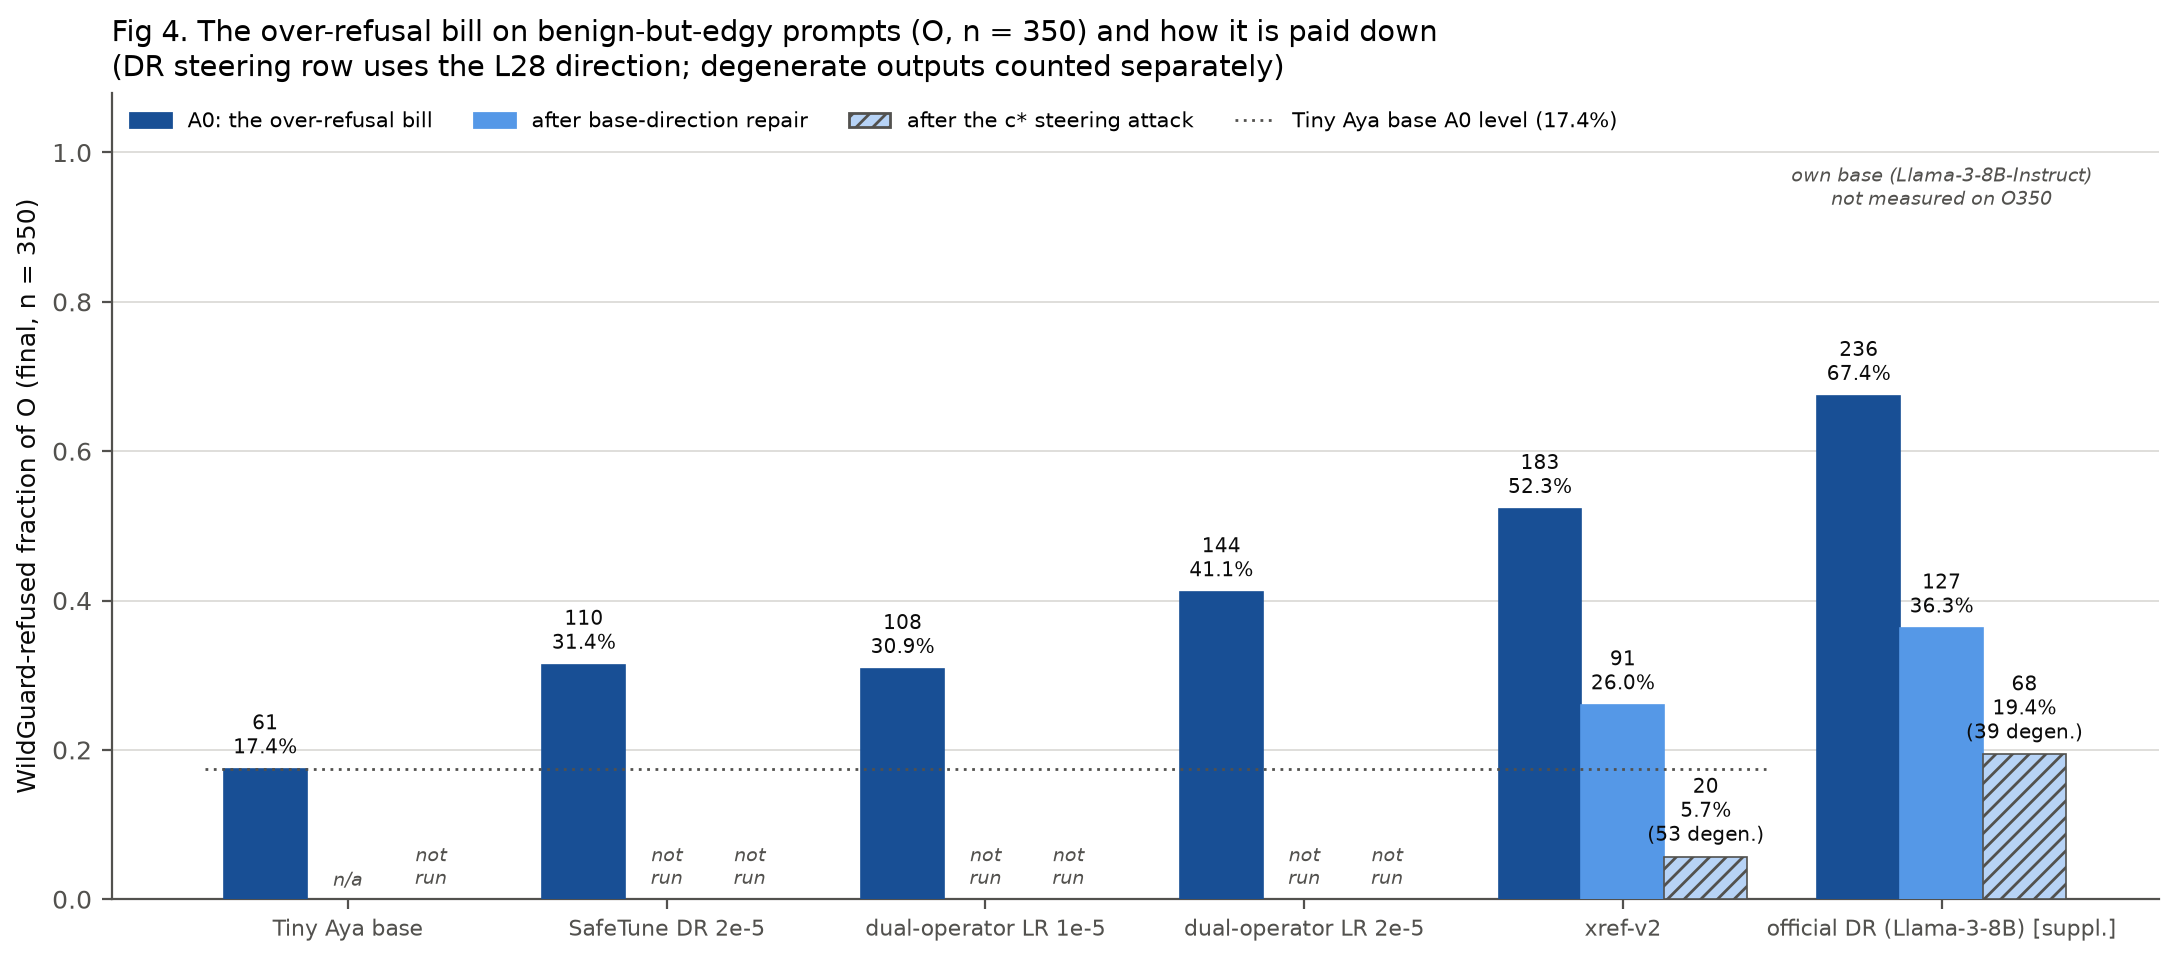 Fig 4. The over-refusal bill on benign-but-edgy prompts (O, n = 350) and how it is paid down
(DR steering row uses the L28 direction; degenerate outputs counted separately)
A0: the over-refusal bill
after base-direction repair
after the c* steering attack
Tiny Aya base A0 level (17.4%)
own base (Llama-3-8B-Instruct)
not measured on O350
WildGuard-refused fraction of O (final, n = 350)
1.0
0.8
0.6
0.4
0.2
0.0
61
17.4%
n/a
not
run
110
31.4%
not
run
not
run
108
30.9%
not
run
not
run
144
41.1%
not
run
not
run
183
52.3%
91
26.0%
20
5.7%
(53 degen.)
236
67.4%
127
36.3%
68
19.4%
(39 degen.)
Tiny Aya base
SafeTune DR 2e-5
dual-operator LR 1e-5
dual-operator LR 2e-5
xref-v2
official DR (Llama-3-8B) [suppl.]